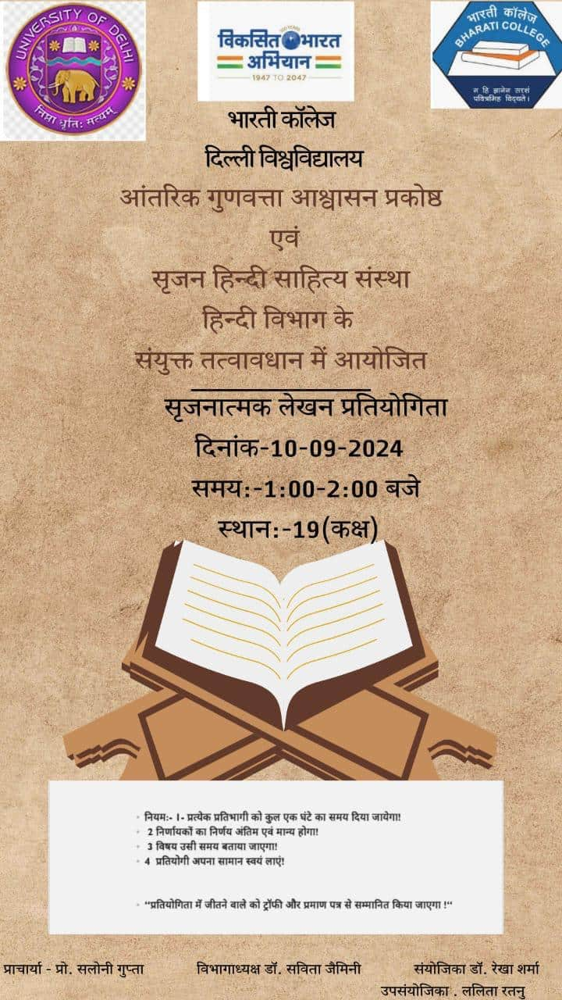 UNIVERSITY OF DELHI
निष्ठा धृति: सत्यम्
विकसित भारत
अभियान
1947 TO 2047
भारती कॉलेज
BHARATI COLLEGE
न हि ज्ञानेन सदृशं
पवित्रमिह विद्यते।
भारती कॉलेज
दिल्ली विश्वविद्यालय
आंतरिक गुणवत्ता आश्वासन प्रकोष्ठ
एवं
सृजन हिन्दी साहित्य संस्था
हिन्दी विभाग के
संयुक्त तत्वावधान में आयोजित
सृजनात्मक लेखन प्रतियोगिता
दिनांक-10-09-2024
समय:-1:00-2:00 बजे
स्थान:-19(कक्ष)
नियम:- 1- प्रत्येक प्रतिभागी को कुल एक घंटे का समय दिया जायेगा!
2 निर्णायकों का निर्णय अंतिम एवं मान्य होगा!
3 विषय उसी समय बताया जाएगा!
4 प्रतियोगी अपना सामान स्वयं लाएं!
"प्रतियोगिता में जीतने वाले को ट्रॉफी और प्रमाण पत्र से सम्मानित किया जाएगा !"
प्राचार्या - प्रो. सलोनी गुप्ता विभागाध्यक्ष डॉ. सविता जैमिनी संयोजिका डॉ. रेखा शर्मा
उपसंयोजिका . ललिता रतनु